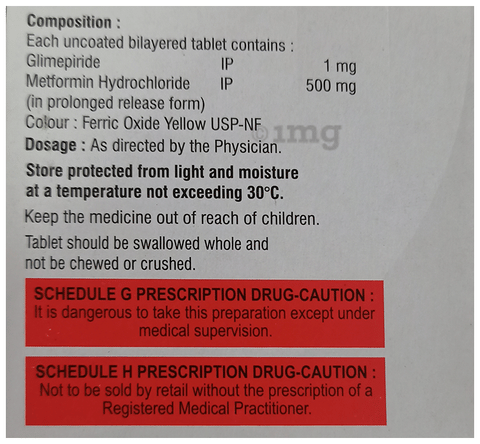 Composition :
Each uncoated bilayered tablet contains :
Glimepiride IP 1 mg
Metformin Hydrochloride IP 500 mg
(in prolonged release form)
Colour : Ferric Oxide Yellow USP-NF
1mg
Dosage : As directed by the Physician.
Store protected from light and moisture
at a temperature not exceeding 30°C.
Keep the medicine out of reach of children.
Tablet should be swallowed whole and
not be chewed or crushed.
SCHEDULE G PRESCRIPTION DRUG-CAUTION :
It is dangerous to take this preparation except under
medical supervision.
SCHEDULE H PRESCRIPTION DRUG-CAUTION :
Not to be sold by retail without the prescription of a
Registered Medical Practitioner.